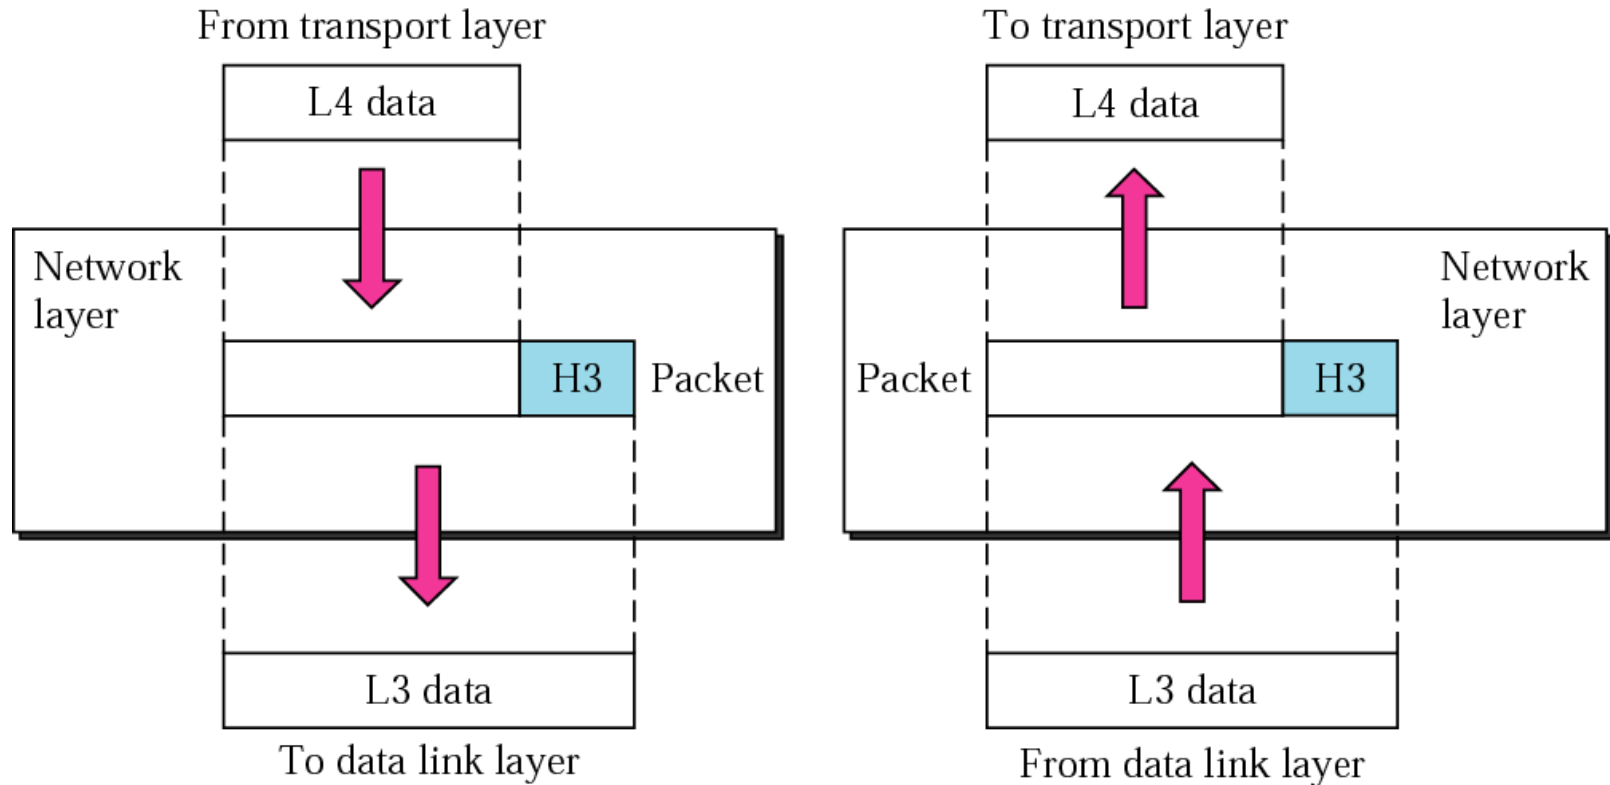 From transport layer
L4 data
Network
layer
H3
Packet
L3 data
To data link layer
To transport layer
L4 data
Network
layer
Packet
H3
L3 data
From data link layer